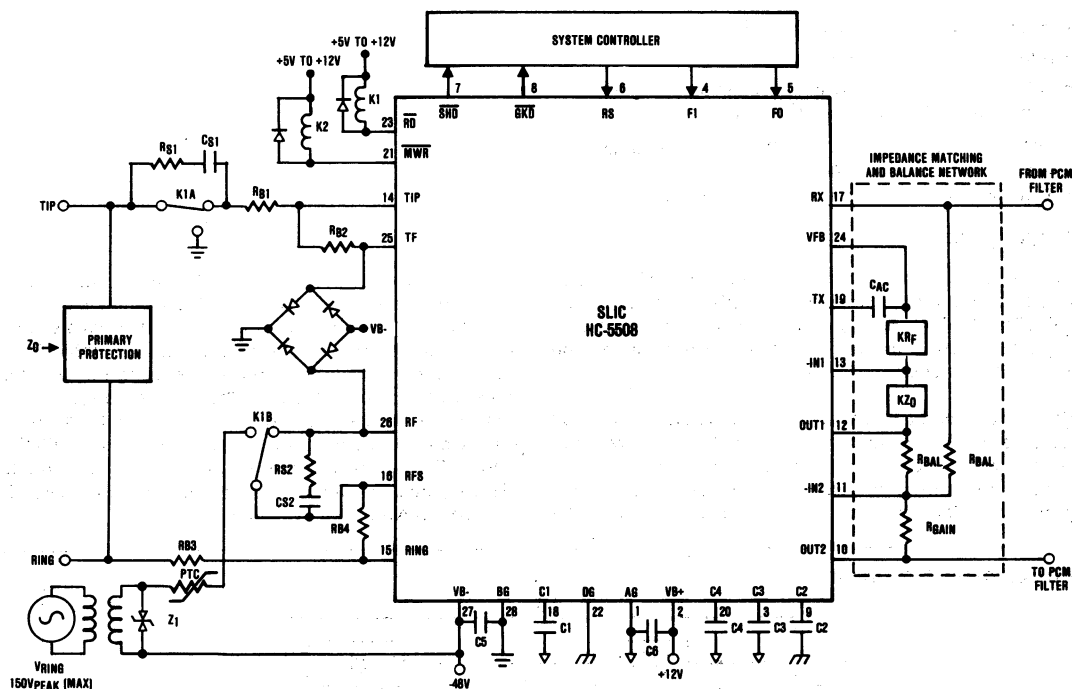 SYSTEM CONTROLLER
+5V TO +12V
+5V TO +12V
K1
K2
7
8
6
4
5
SHD
GKD
RS
F1
F0
23
RD
21
MWR
RS1
CS1
K1A
RB1
TIP
14
TIP
RB2
25
TF
VB-
Z0
PRIMARY
PROTECTION
SLIC
HC-5508
IMPEDANCE MATCHING
AND BALANCE NETWORK
FROM PCM
FILTER
RX
17
VFB
24
CAC
TX
19
KRF
-IN1
13
KZ0
OUT1
12
RBAL
RBAL
-IN2
11
RGAIN
OUT2
10
TO PCM
FILTER
K1B
26
RF
RS2
CS2
16
RFS
RB4
RING
RB3
15
RING
PTC
Z1
VRING
150VPEAK (MAX)
VB-
BG
C1
DG
AG
VB+
C4
C3
C2
27
28
18
22
1
2
20
3
9
C5
C1
C6
C4
C3
C2
-48V
+12V